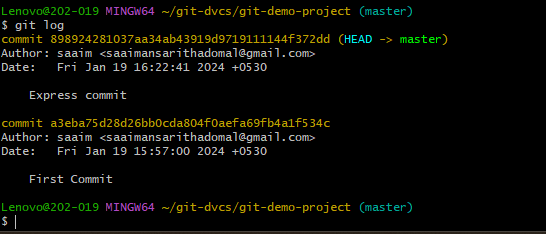 Lenovo@202-019 MINGW64 ~/git-dvcs/git-demo-project (master)
$ git log
commit 898924281037aa34ab43919d9719111144f372dd (HEAD -> master)
Author: saaim <saaimansarithadomal@gmail.com>
Date:   Fri Jan 19 16:22:41 2024 +0530
    Express commit
commit a3eba75d28d26bb0cda804f0aefa69fb4a1f534c
Author: saaim <saaimansarithadomal@gmail.com>
Date:   Fri Jan 19 15:57:00 2024 +0530
    First Commit
Lenovo@202-019 MINGW64 ~/git-dvcs/git-demo-project (master)
$